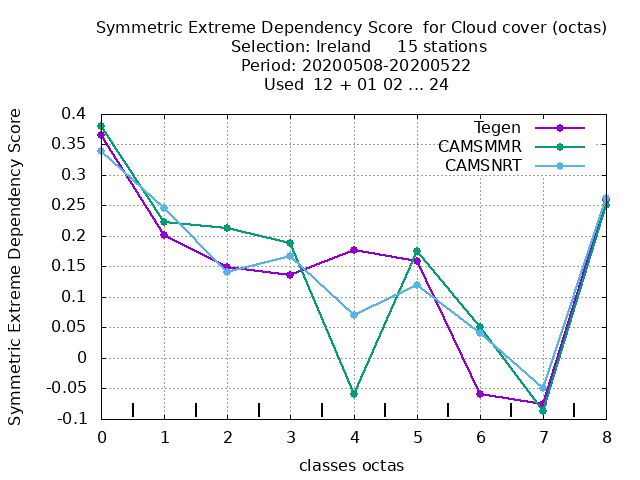 Symmetric Extreme Dependency Score  for Cloud cover (octas)
Selection: Ireland     15 stations
Period: 20200508-20200522
Used  12 + 01 02 ... 24
Symmetric Extreme Dependency Score
0.4
0.35
0.3
0.25
0.2
0.15
0.1
0.05
0
-0.05
-0.1
Tegen
CAMSMMR
CAMSNRT
0 1 2 3 4 5 6 7 8
classes octas